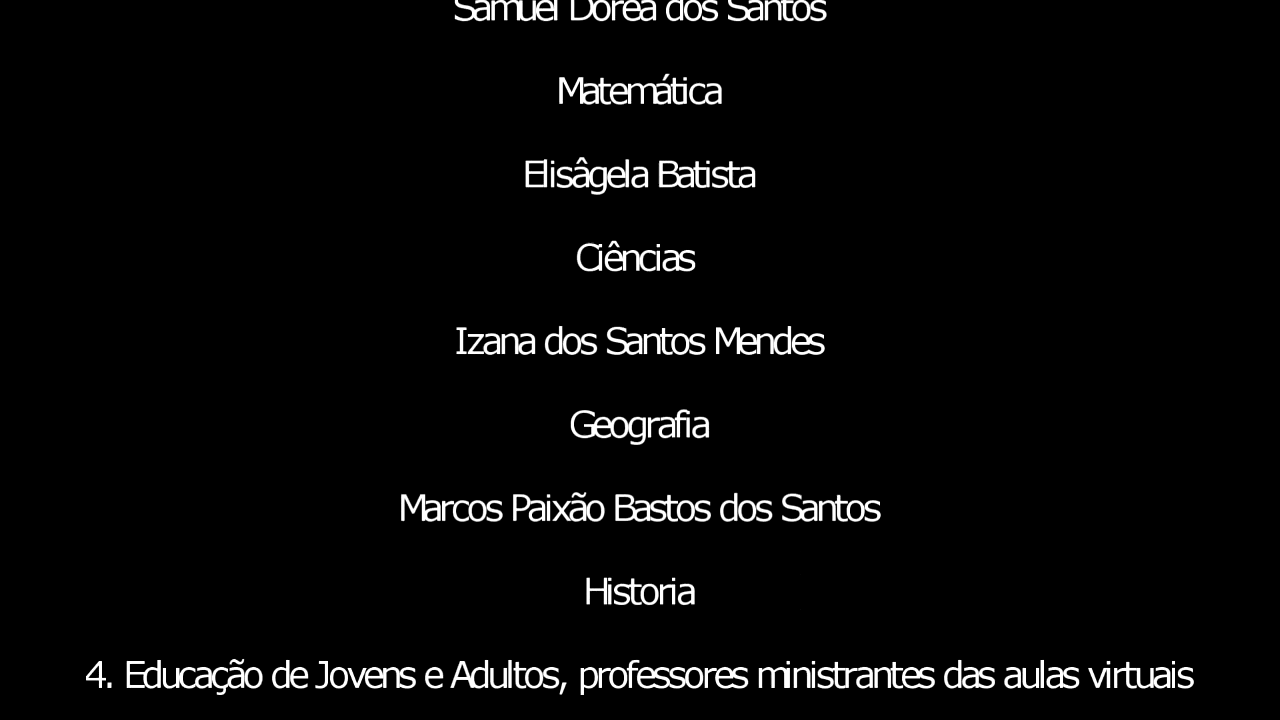 Samuel Dorea dos Santos
Matemática
Elisâgela Batista
Ciências
Izana dos Santos Mendes
Geografia
Marcos Paixão Bastos dos Santos
Historia
4. Educação de Jovens e Adultos, professores ministrantes das aulas virtuais